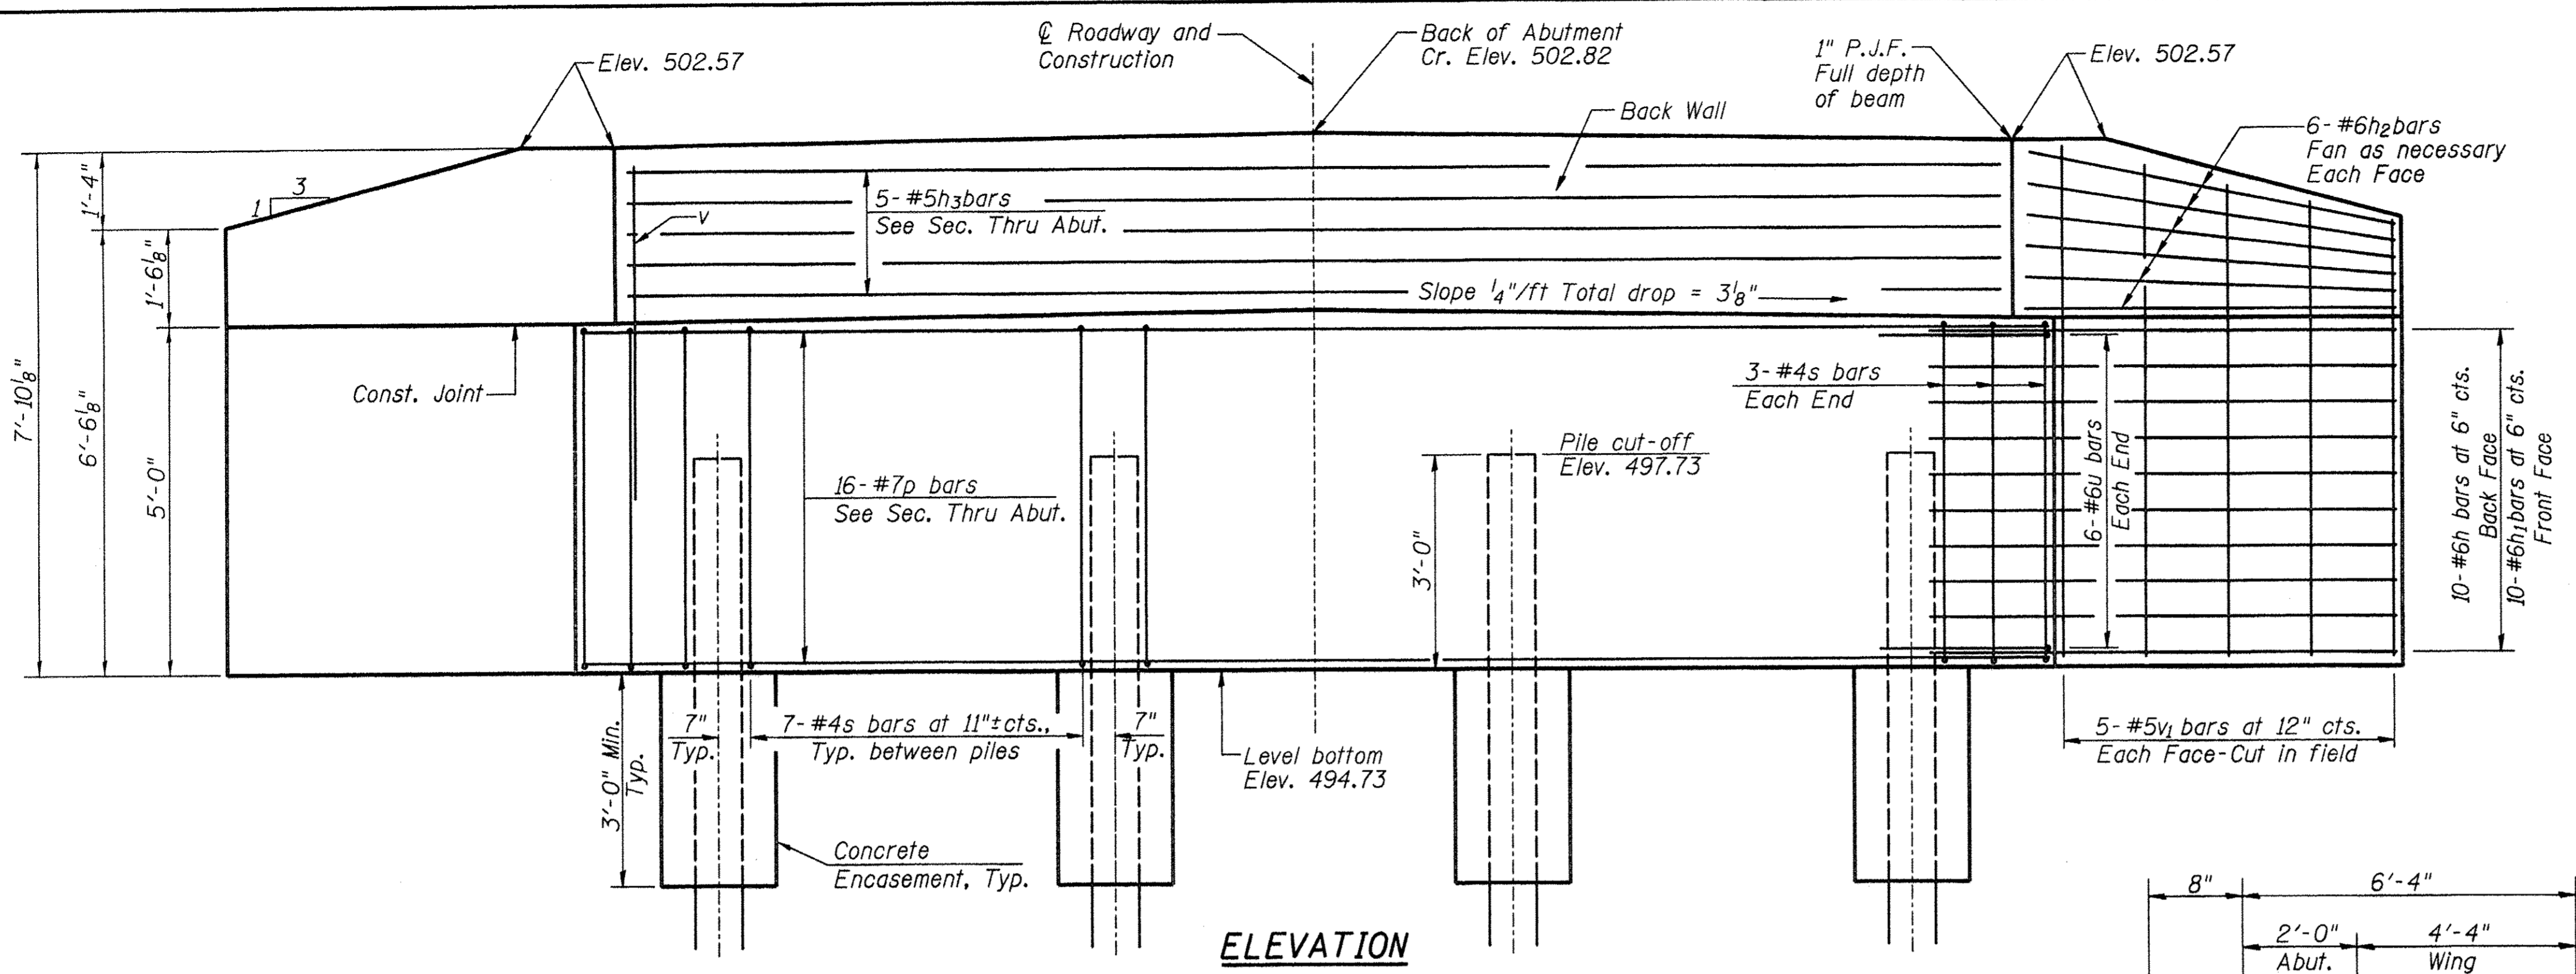 ℄ Roadway and
Construction
Back of Abutment
Cr. Elev. 502.82
1" P.J.F.
Full depth
of beam
Elev. 502.57
Elev. 502.57
Back Wall
6-#6h2bars
Fan as necessary
Each Face
1'-4"
3
1
v
5-#5h3bars
See Sec. Thru Abut.
1'-6 1/8"
Slope 1/4"/ft Total drop = 3 1/8"
7'-10 1/8"
6'-6 1/8"
5'-0"
Const. Joint
3-#4s bars
Each End
6-#6u bars
Each End
10-#6h bars at 6" cts.
Back Face
10-#6h1bars at 6" cts.
Front Face
Pile cut-off
Elev. 497.73
16-#7p bars
See Sec. Thru Abut.
3'-0"
3'-0" Min.
Typ.
7"
Typ.
7-#4s bars at 11"±cts.,
Typ. between piles
7"
Typ.
Level bottom
Elev. 494.73
5-#5v1 bars at 12" cts.
Each Face-Cut in field
Concrete
Encasement, Typ.
8"
6'-4"
2'-0"
Abut.
4'-4"
Wing
ELEVATION